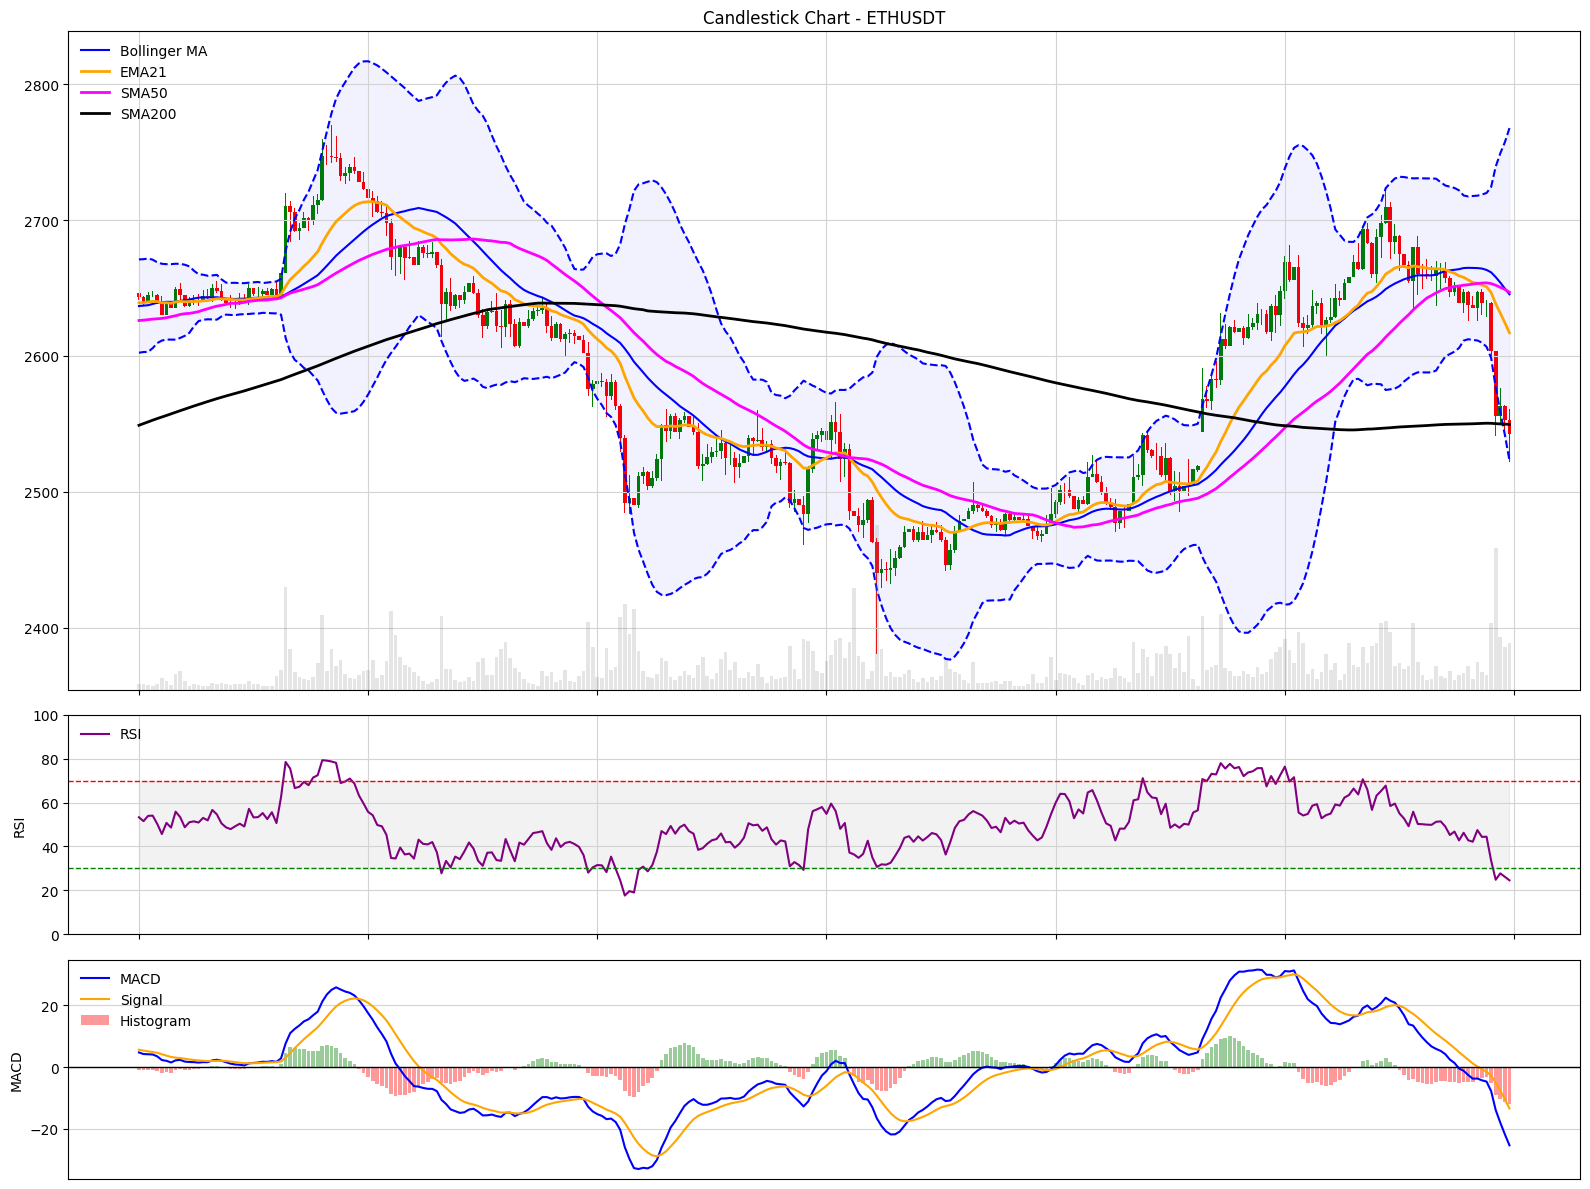 Candlestick Chart - ETHUSDT
Bollinger MA
EMA21
SMA50
SMA200
2800
2700
2600
2500
2400
100
80
60
40
20
0
RSI
RSI
20
0
−20
MACD
MACD
Signal
Histogram